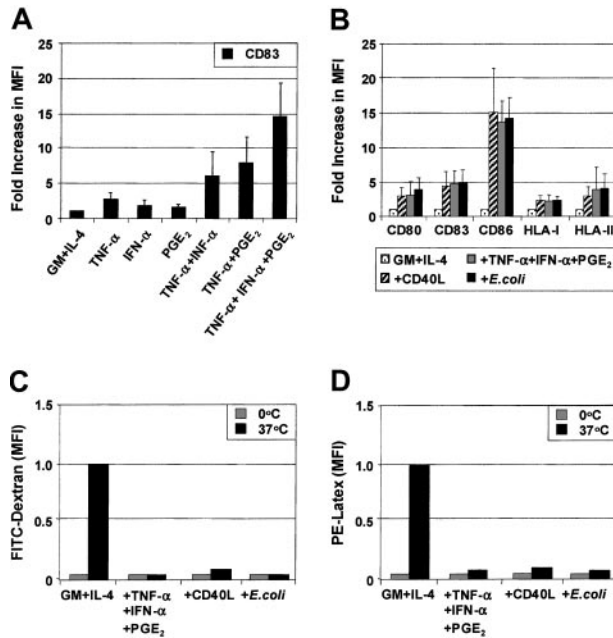 A
Fold Increase in MFI
25
20
15
10
5
0
CD83
GM+IL-4
TNF-α
IFN-α
PGE₂
TNF-α+INF-α
TNF-α+PGE₂
TNF-α+ IFN-α+PGE₂
B
Fold Increase in MFI
25
20
15
10
5
0
CD80 CD83 CD86 HLA-I HLA-II
GM+IL-4 +TNF-α+IFN-α+PGE₂
+CD40L +E.coli
C
FITC-Dextran (MFI)
1.5
1.0
0.5
0
0°C
37°C
GM+IL-4 +TNF-α +CD40L +E.coli
+IFN-α
+PGE₂
D
PE-Latex (MFI)
1.5
1.0
0.5
0
0°C
37°C
GM+IL-4 +TNF-α +CD40L +E.coli
+IFN-α
+PGE₂